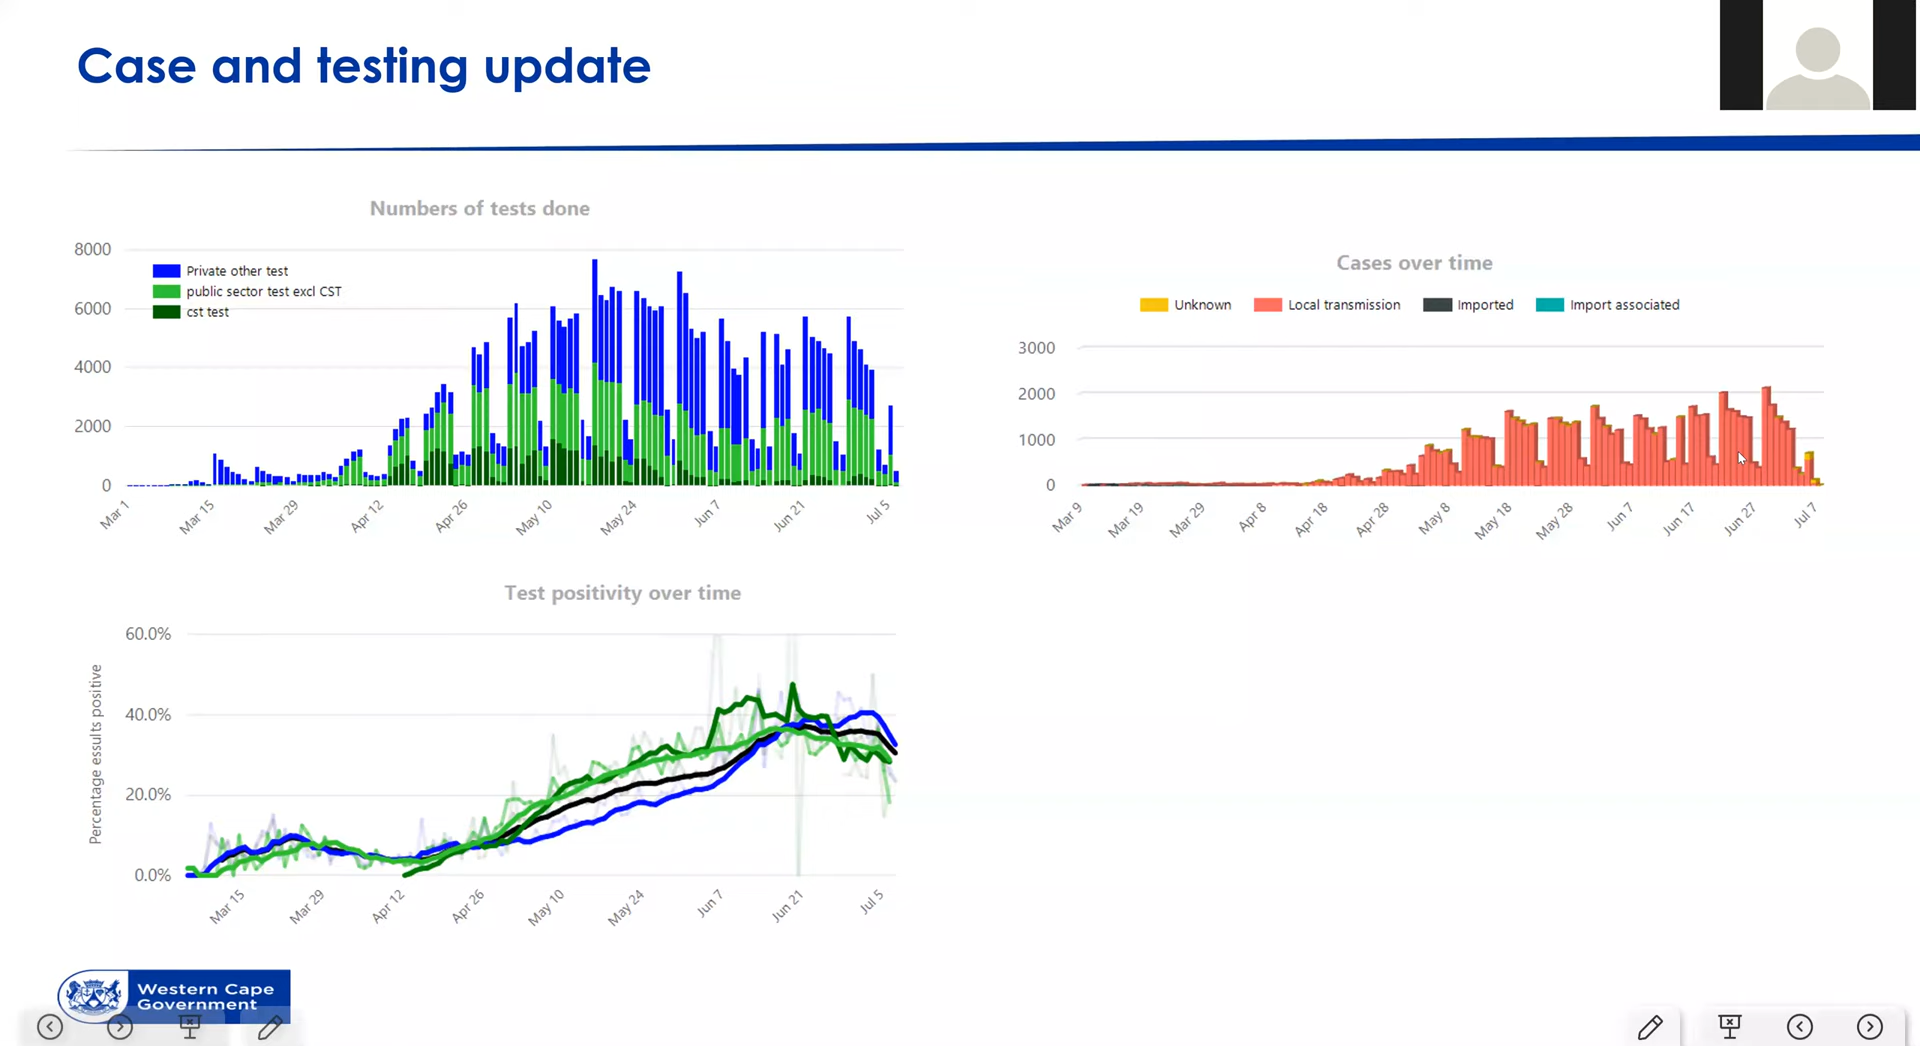 Case and testing update
Numbers of tests done
8000
6000
4000
2000
0
Private other test
public sector test excl CST
cst test
Mar 1
Mar 15
Mar 29
Apr 12
Apr 26
May 10
May 24
Jun 7
Jun 21
Jul 5
Cases over time
Unknown
Local transmission
Imported
Import associated
3000
2000
1000
0
Mar 9
Mar 19
Mar 29
Apr 8
Apr 18
Apr 28
May 8
May 18
May 28
Jun 7
Jun 17
Jun 27
Jul 7
Test positivity over time
Percentage essults positive
60.0%
40.0%
20.0%
0.0%
Mar 15
Mar 29
Apr 12
Apr 26
May 10
May 24
Jun 7
Jun 21
Jul 5
Western Cape
Government